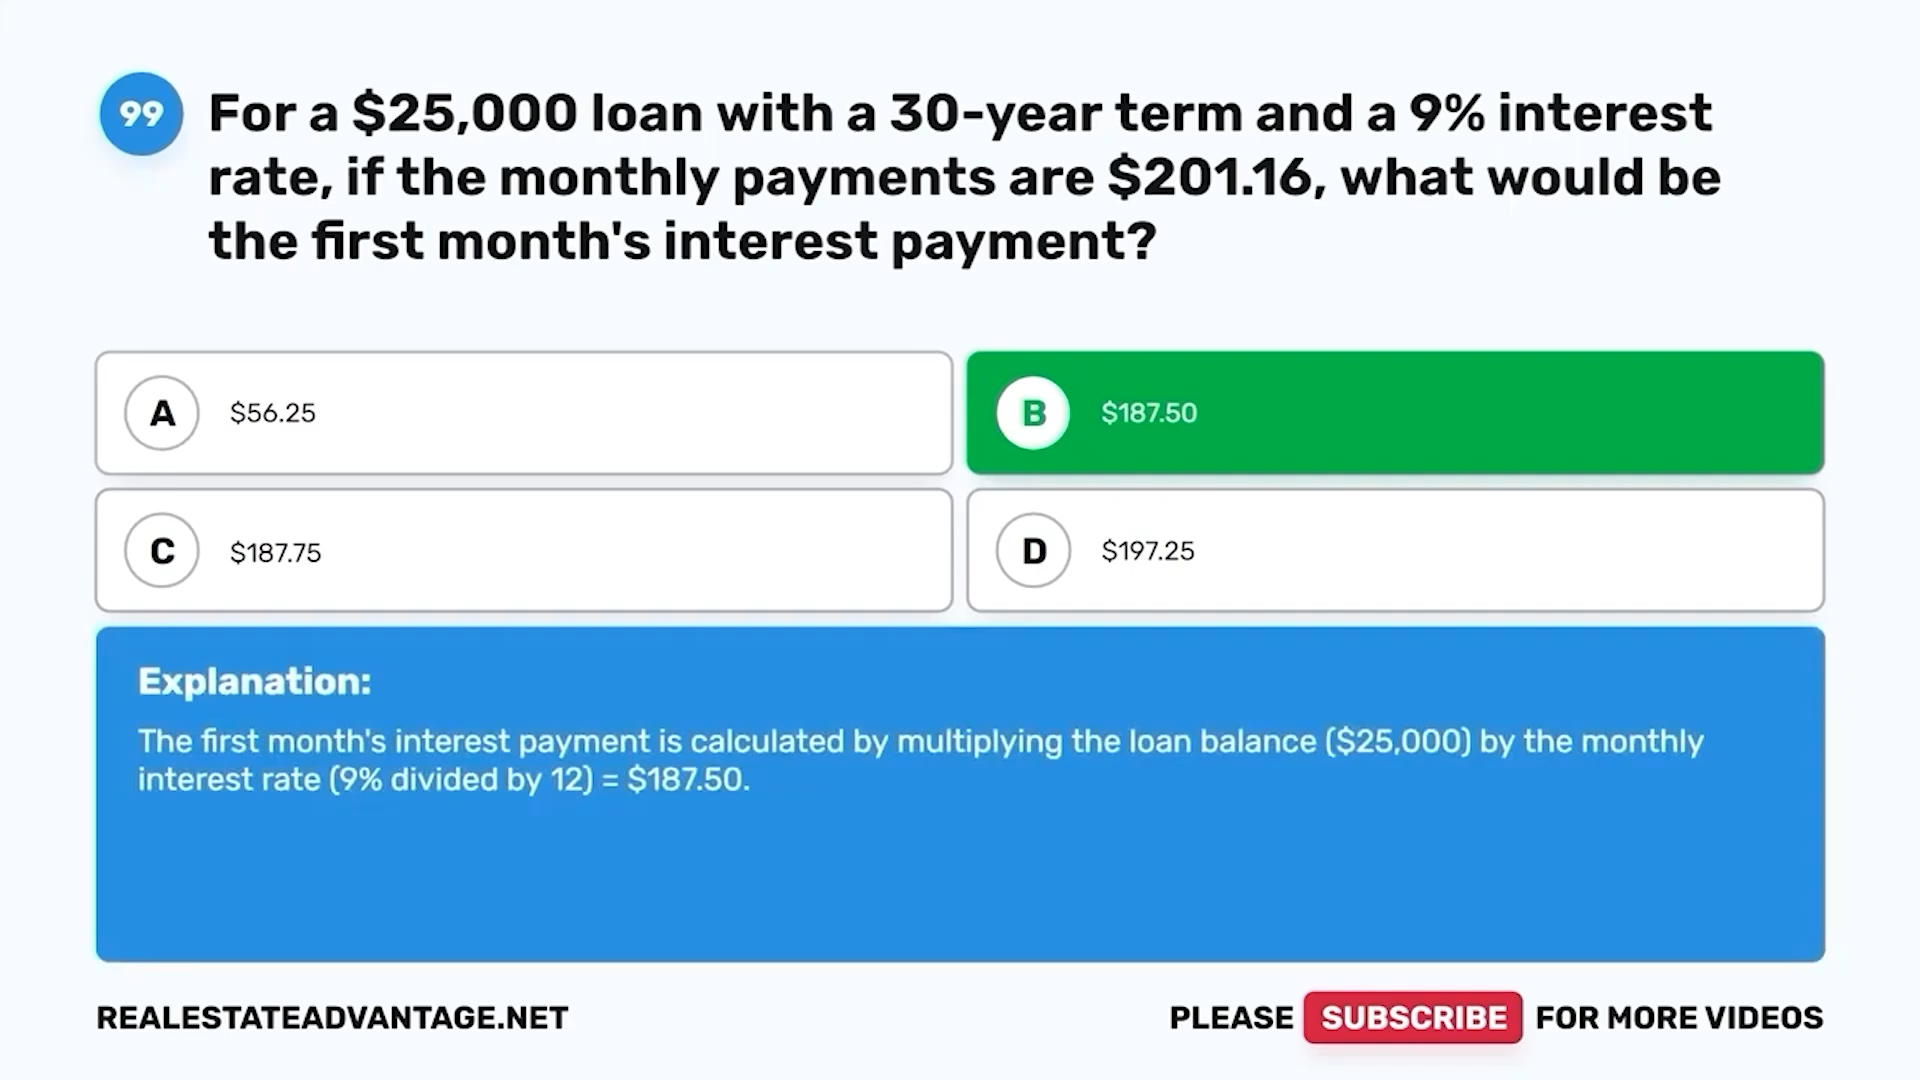 99
For a $25,000 loan with a 30-year term and a 9% interest
rate, if the monthly payments are $201.16, what would be
the first month's interest payment?
A $56.25
B $187.50
C $187.75
D $197.25
Explanation:
The first month's interest payment is calculated by multiplying the loan balance ($25,000) by the monthly
interest rate (9% divided by 12) = $187.50.
REALESTATEADVANTAGE.NET
PLEASE SUBSCRIBE FOR MORE VIDEOS